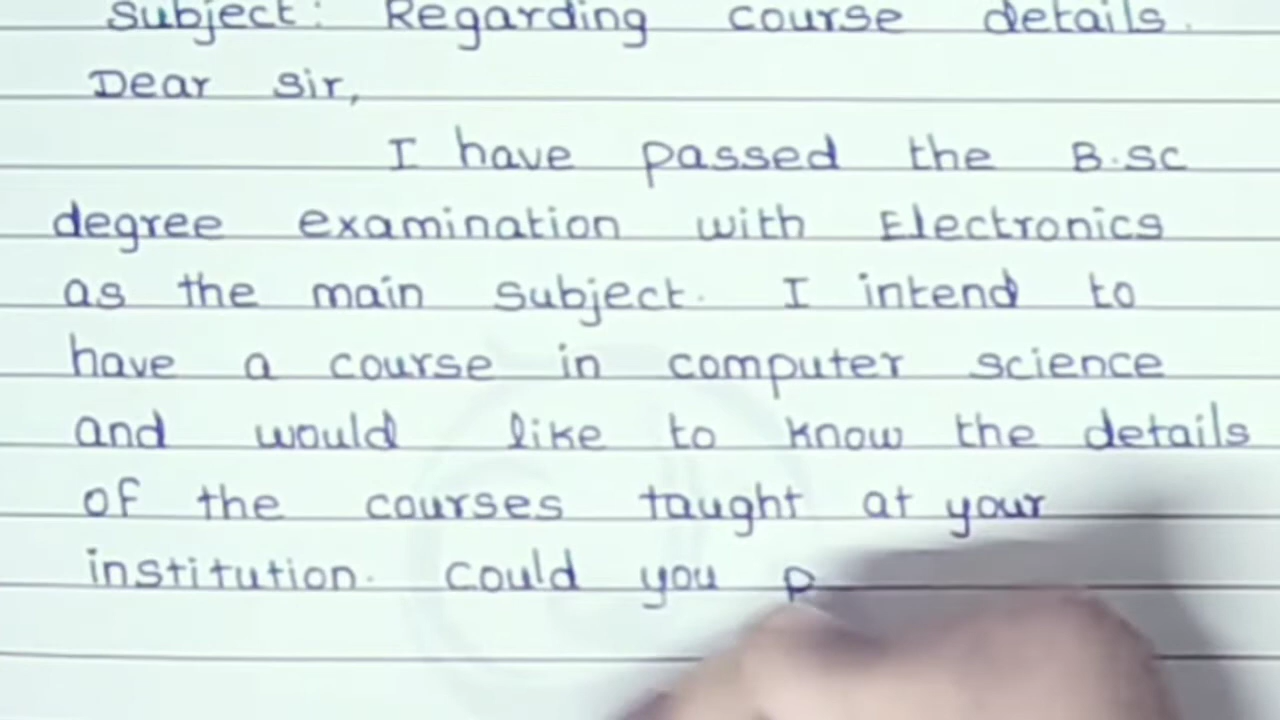 Subject: Regarding course details.
Dear Sir,
I have passed the B.Sc
degree examination with Electronics
as the main subject. I intend to
have a course in computer science
and would like to know the details
of the courses taught at your
institution. Could you p